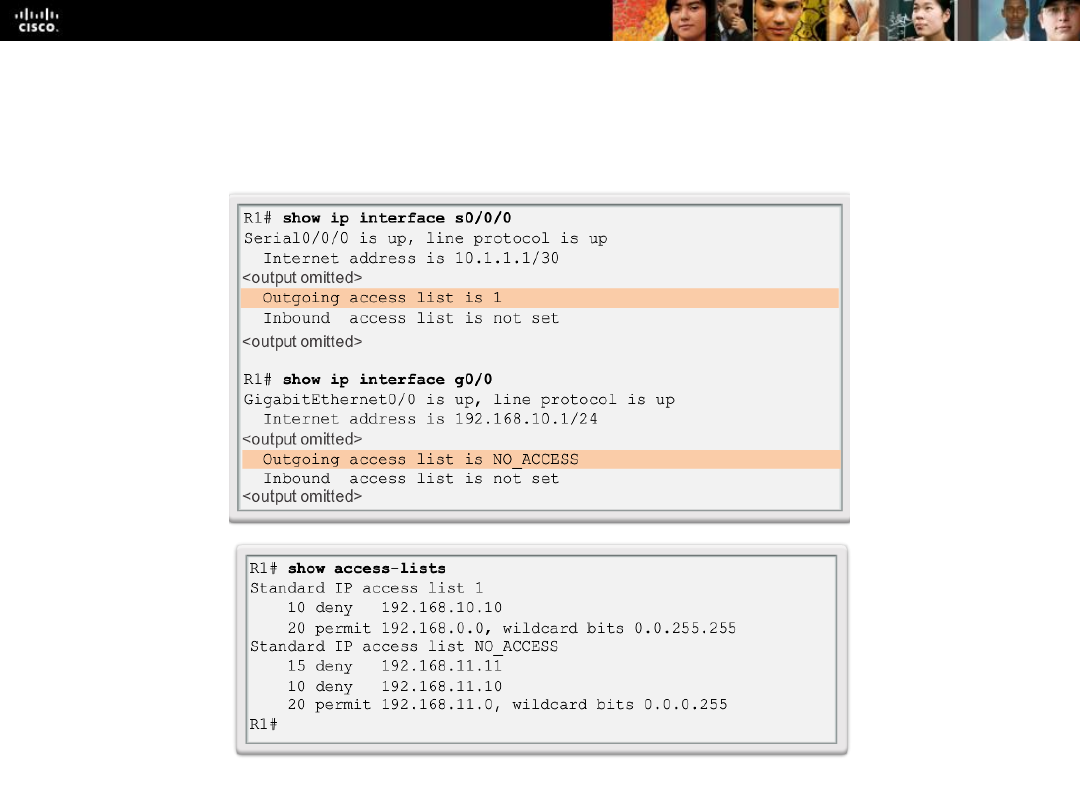 CISCO.
R1# show ip interface s0/0/0
Serial0/0/0 is up, line protocol is up
  Internet address is 10.1.1.1/30
<output omitted>
  Outgoing access list is 1
  Inbound  access list is not set
<output omitted>
R1# show ip interface g0/0
GigabitEthernet0/0 is up, line protocol is up
  Internet address is 192.168.10.1/24
<output omitted>
  Outgoing access list is NO_ACCESS
  Inbound  access list is not set
<output omitted>
R1# show access-lists
Standard IP access list 1
    10 deny   192.168.10.10
    20 permit 192.168.0.0, wildcard bits 0.0.255.255
Standard IP access list NO_ACCESS
    15 deny   192.168.11.11
    10 deny   192.168.11.10
    20 permit 192.168.11.0, wildcard bits 0.0.0.255
R1#